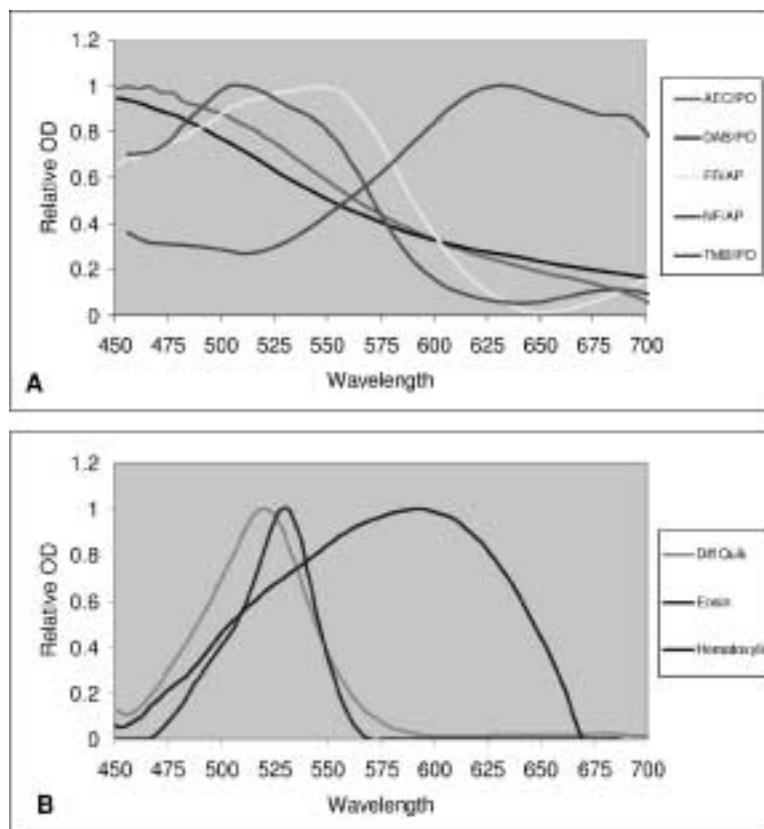 1.2
1
0.8
0.6
0.4
0.2
0
Relative OD
450 475 500 525 550 575 600 625 650 675 700
Wavelength
A
AEC/PO
DAB/PO
FR/AP
NF/AP
TMB/PO
1.2
1
0.8
0.6
0.4
0.2
0
Relative OD
450 475 500 525 550 575 600 625 650 675 700
Wavelength
B
Diff Quik
Eosin